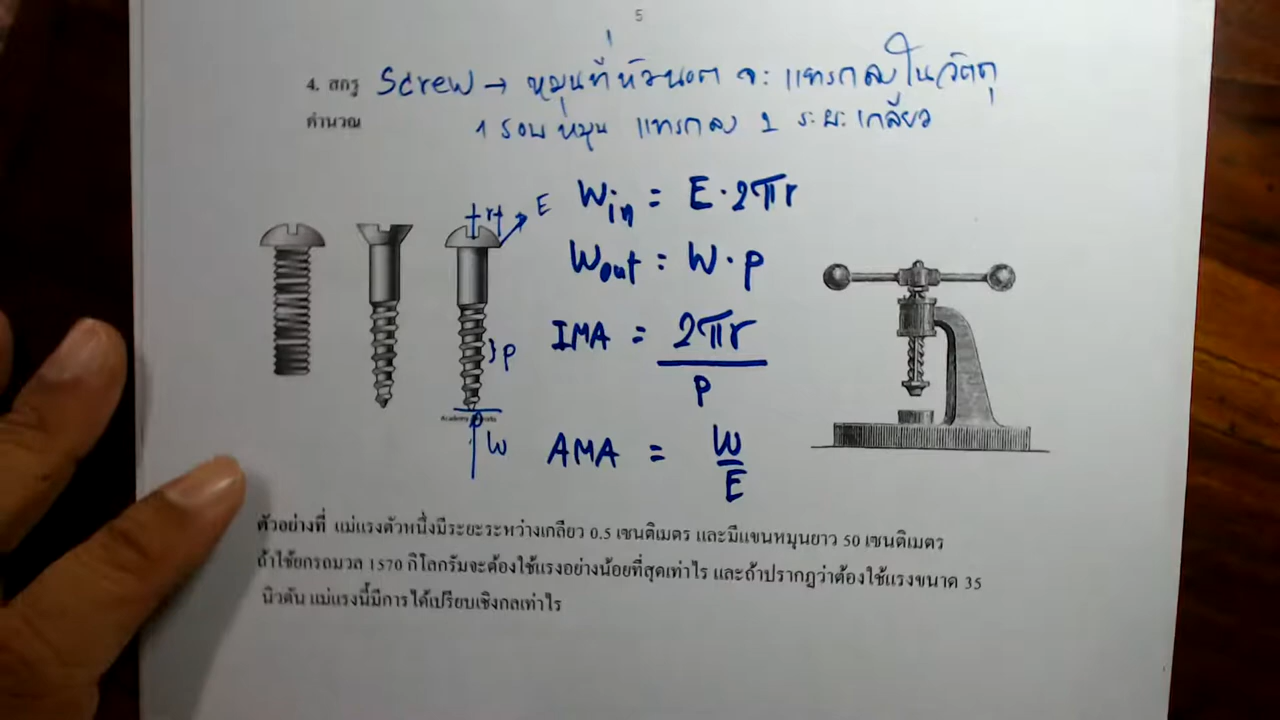 5
4. สกรู Screw → หมุนที่หัวนอต จะ แทรกลงในวัตถุ
คำนวณ 1 รอบหมุน แทรกลง 1 ระยะเกลียว
E
r
Win = E·2πr
Wout = W·p
IMA = 2πr / p
p
W
AMA = W / E
ตัวอย่างที่ แม่แรงตัวหนึ่งมีระยะระหว่างเกลียว 0.5 เซนติเมตร และมีแขนหมุนยาว 50 เซนติเมตร
ถ้าใช้ยกรถมวล 1570 กิโลกรัมจะต้องใช้แรงอย่างน้อยที่สุดเท่าไร และถ้าปรากฏว่าต้องใช้แรงขนาด 35
นิวตัน แม่แรงนี้มีการได้เปรียบเชิงกลเท่าไร